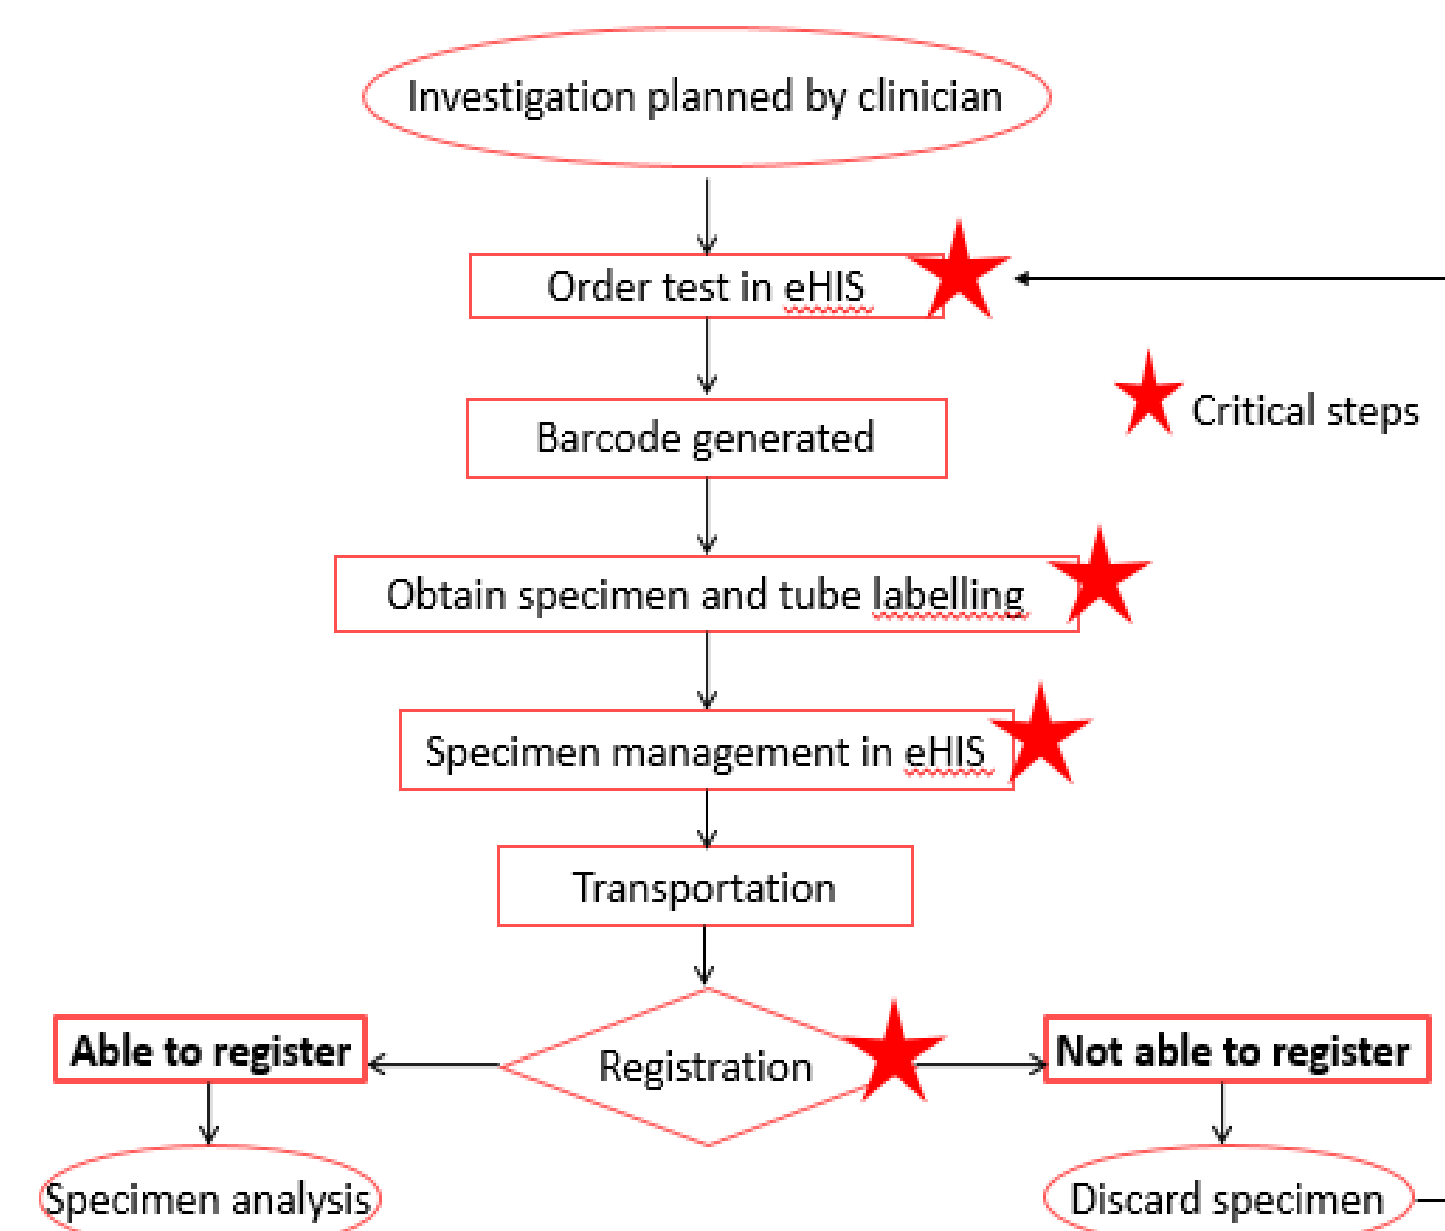 Investigation planned by clinician
Order test in eHIS
Critical steps
Barcode generated
Obtain specimen and tube labelling
Specimen management in eHIS
Transportation
Able to register
Registration
Not able to register
Specimen analysis
Discard specimen